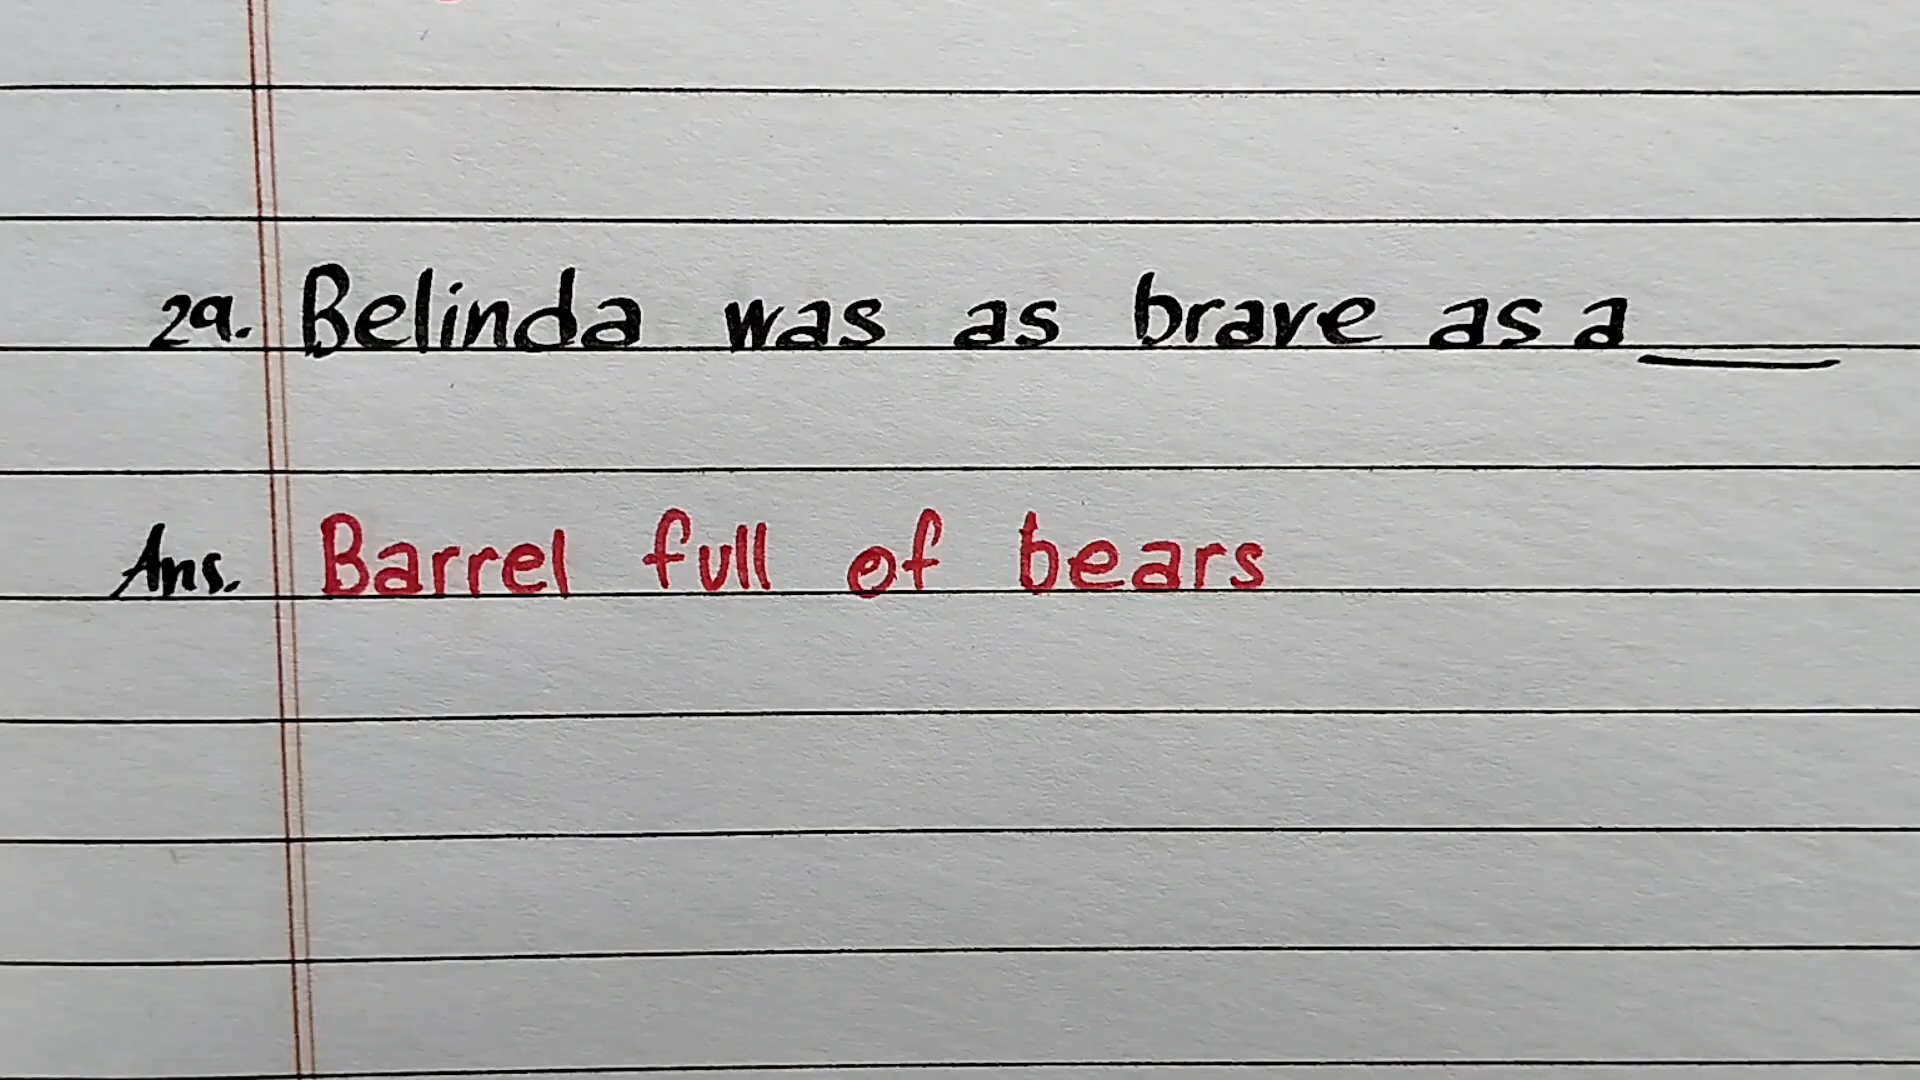 29. Belinda was as brave as a ___
Ans. Barrel full of bears